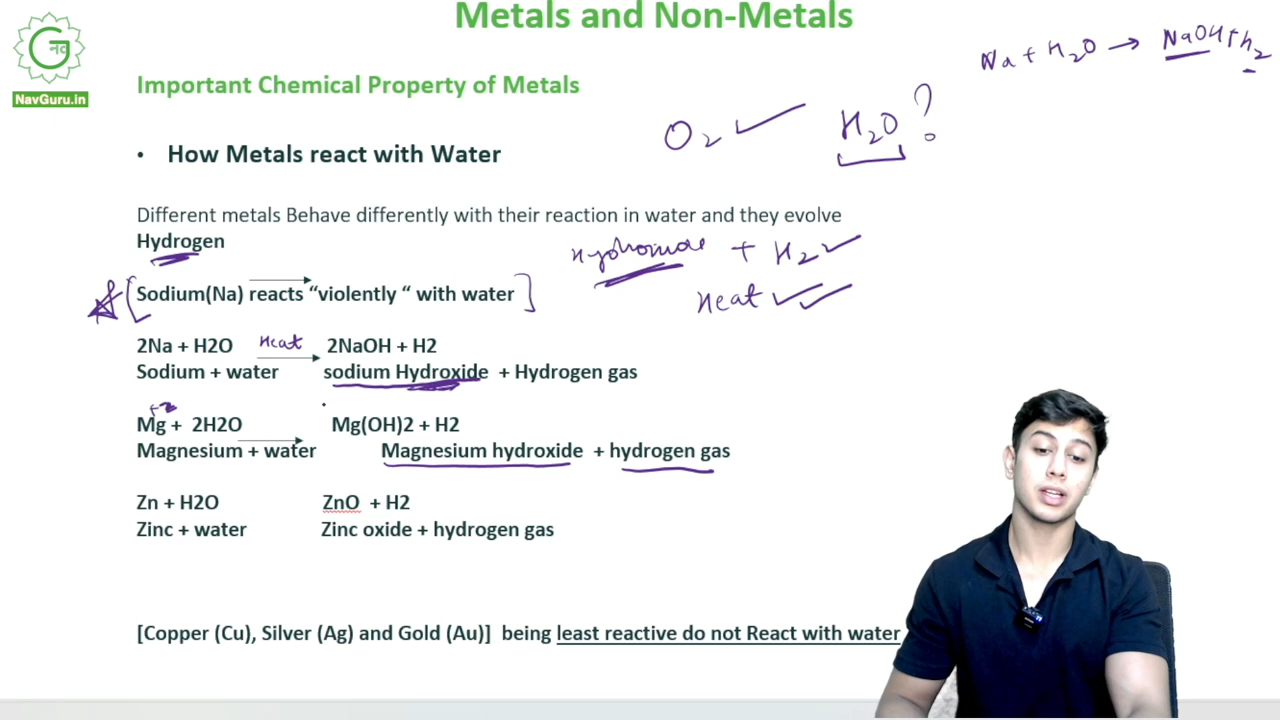 Metals and Non-Metals
Na + H2O → NaOH + h2
नव
NavGuru.in
Important Chemical Property of Metals
O2 ✓ H2O ?
• How Metals react with Water
Different metals Behave differently with their reaction in water and they evolve
Hydrogen
+ H2 ✓
Sodium(Na) reacts “violently “ with water
Heat ✓✓
2Na + H2O Heat 2NaOH + H2
Sodium + water sodium Hydroxide + Hydrogen gas
+2
Mg + 2H2O Mg(OH)2 + H2
Magnesium + water Magnesium hydroxide + hydrogen gas
Zn + H2O ZnO + H2
Zinc + water Zinc oxide + hydrogen gas
[Copper (Cu), Silver (Ag) and Gold (Au)] being least reactive do not React with water